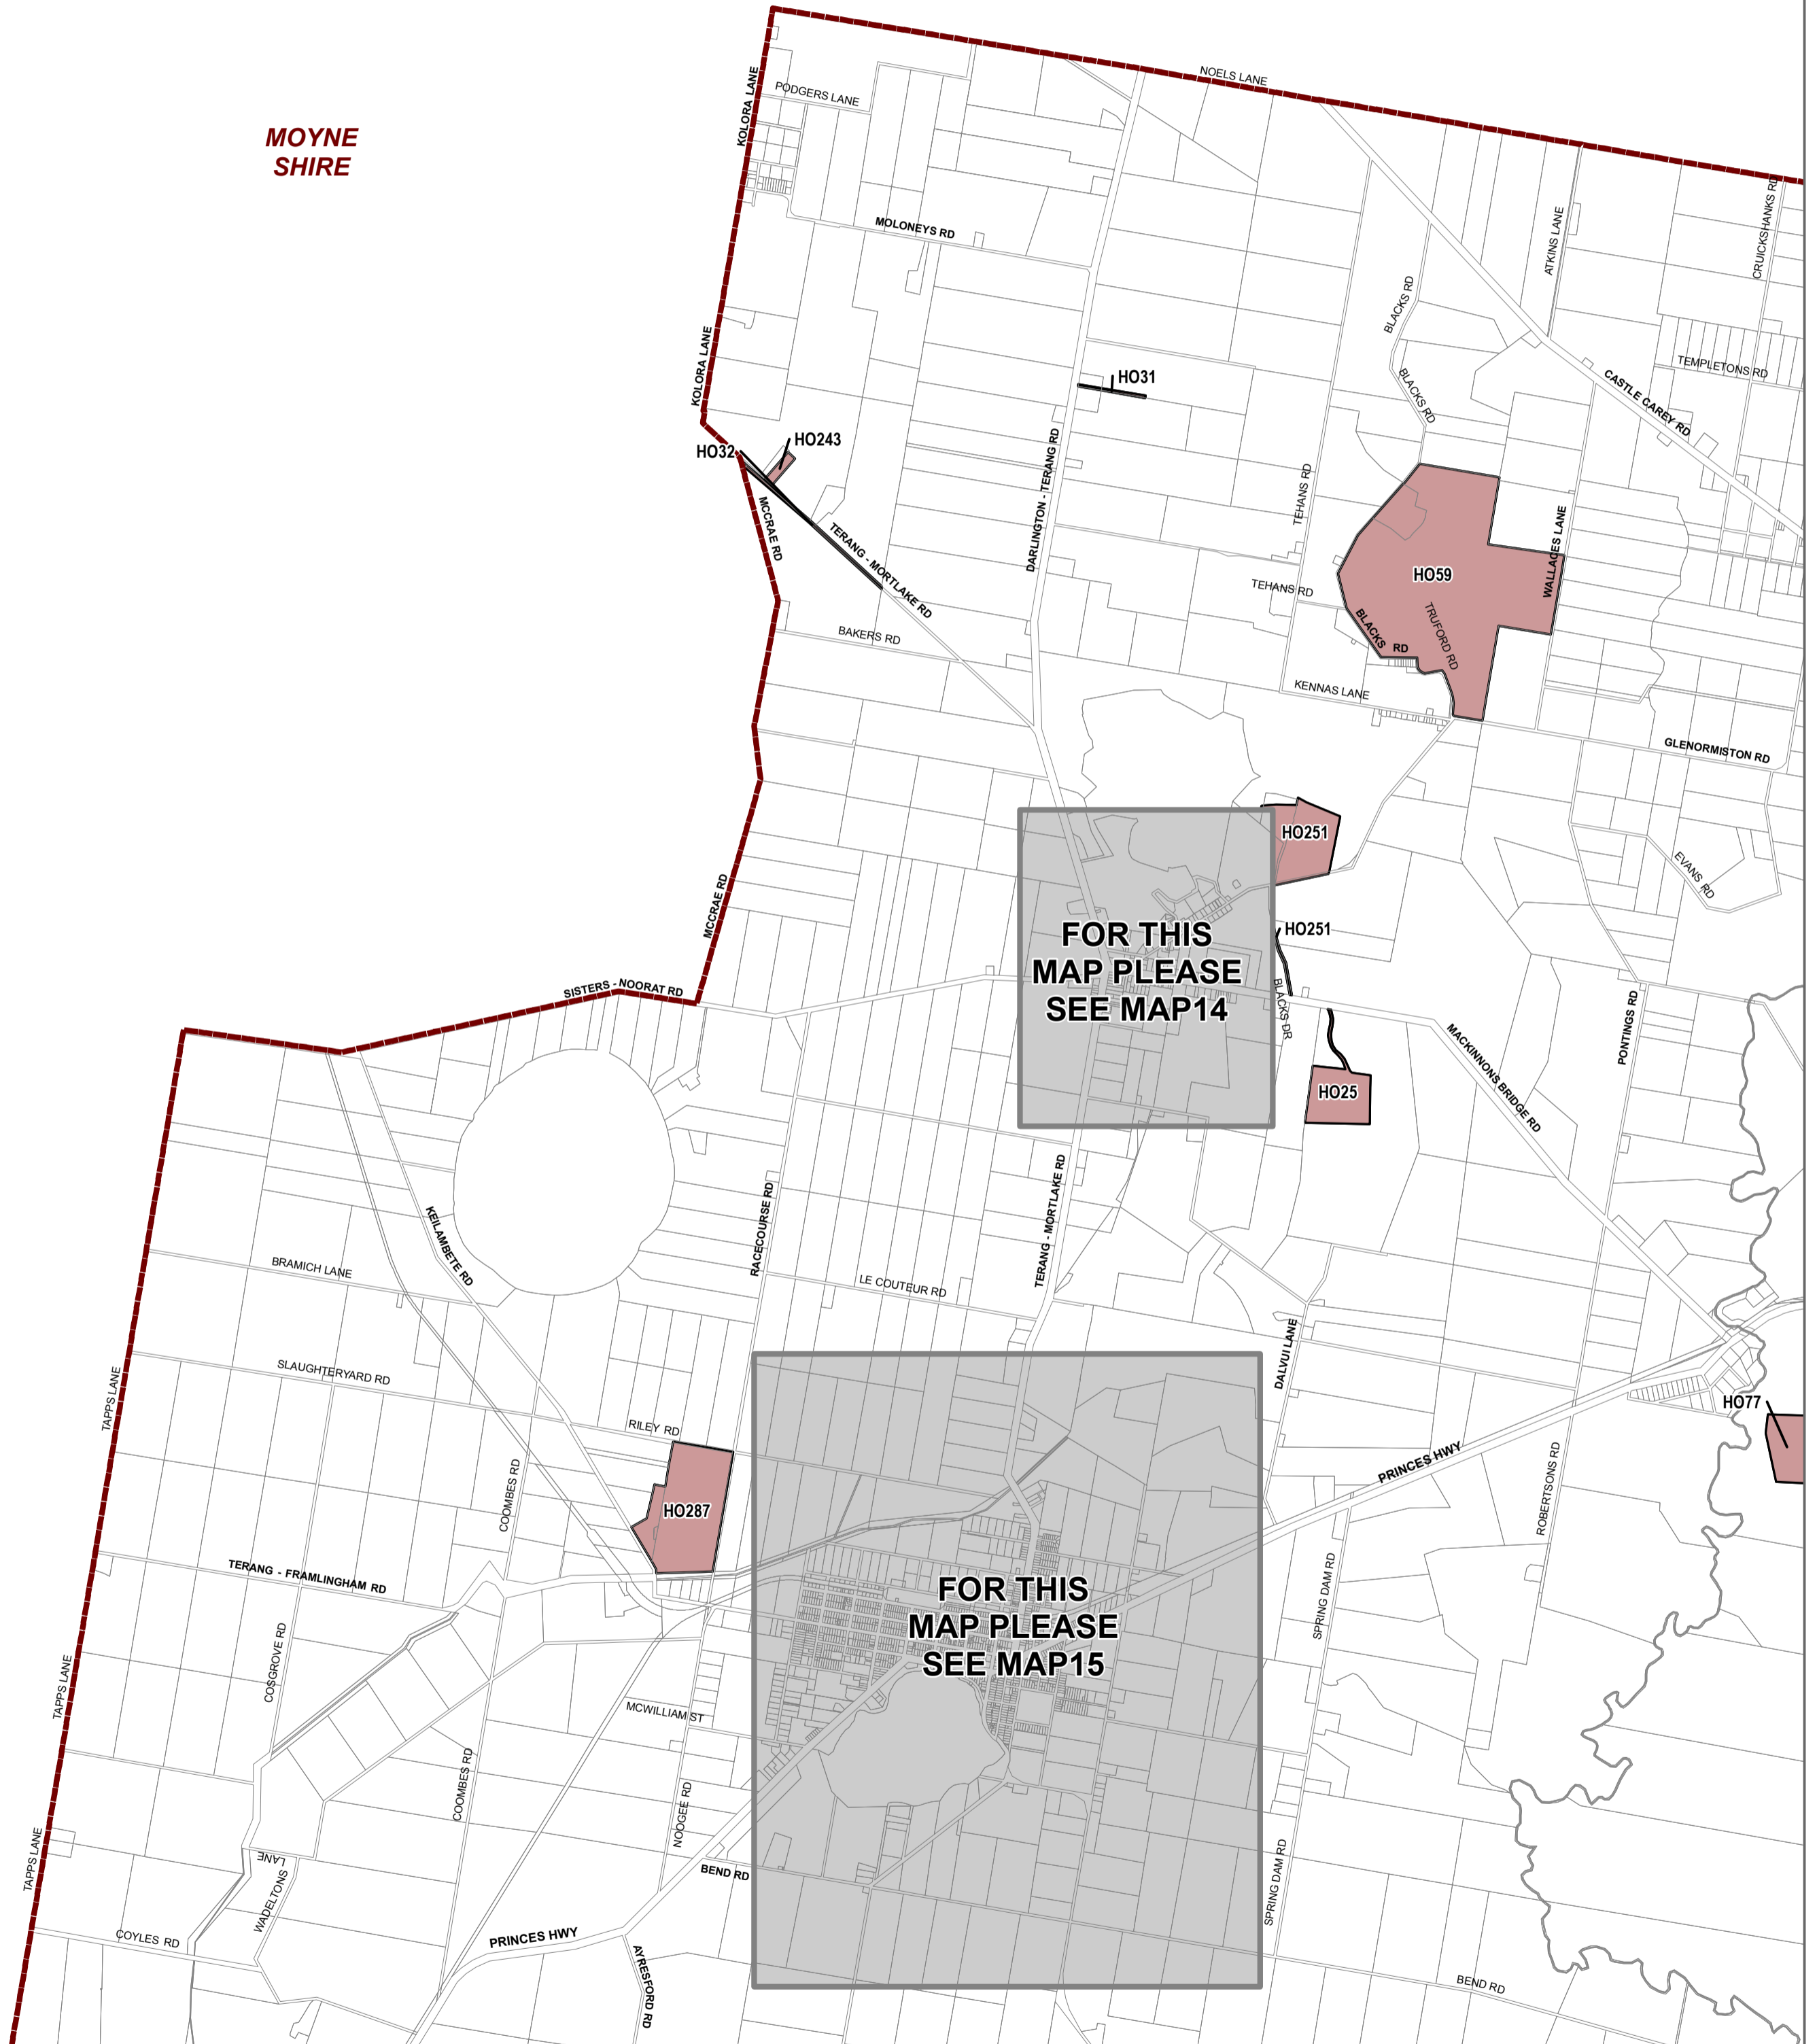 NOELS LANE
KOLORA LANE
PODGERS LANE
MOYNE
SHIRE
CRUICKSHANKS RD
MOLONEYS RD
ATKINS LANE
BLACKS RD
KOLORA LANE
TEMPLETONS RD
HO31
CASTLE CAREY RD
BLACKS RD
HO243
HO32
DARLINGTON - TERANG RD
TEHANS RD
MCCRAE RD
TERANG - MORTLAKE RD
WALLACES LANE
HO59
TEHANS RD
TRUFORD RD
BLACKS RD
BAKERS RD
KENNAS LANE
GLENORMISTON RD
HO251
EVANS RD
MCCRAE RD
HO251
FOR THIS
MAP PLEASE
SEE MAP14
SISTERS - NOORAT RD
BLACKS DR
PONTINGS RD
MACKINNONS BRIDGE RD
HO25
KEILAMBETE RD
RACECOURSE RD
TERANG - MORTLAKE RD
BRAMICH LANE
LE COUTEUR RD
DALVUI LANE
SLAUGHTERYARD RD
TAPPS LANE
HO77
RILEY RD
PRINCES HWY
COOMBES RD
HO287
ROBERTSONS RD
TERANG - FRAMLINGHAM RD
FOR THIS
MAP PLEASE
SEE MAP15
SPRING DAM RD
COSGROVE RD
TAPPS LANE
MCWILLIAM ST
COOMBES RD
NOOGEE RD
TAPPS LANE
WADELTONS LANE
BEND RD
SPRING DAM RD
COYLES RD
PRINCES HWY
AYRESFORD RD
BEND RD